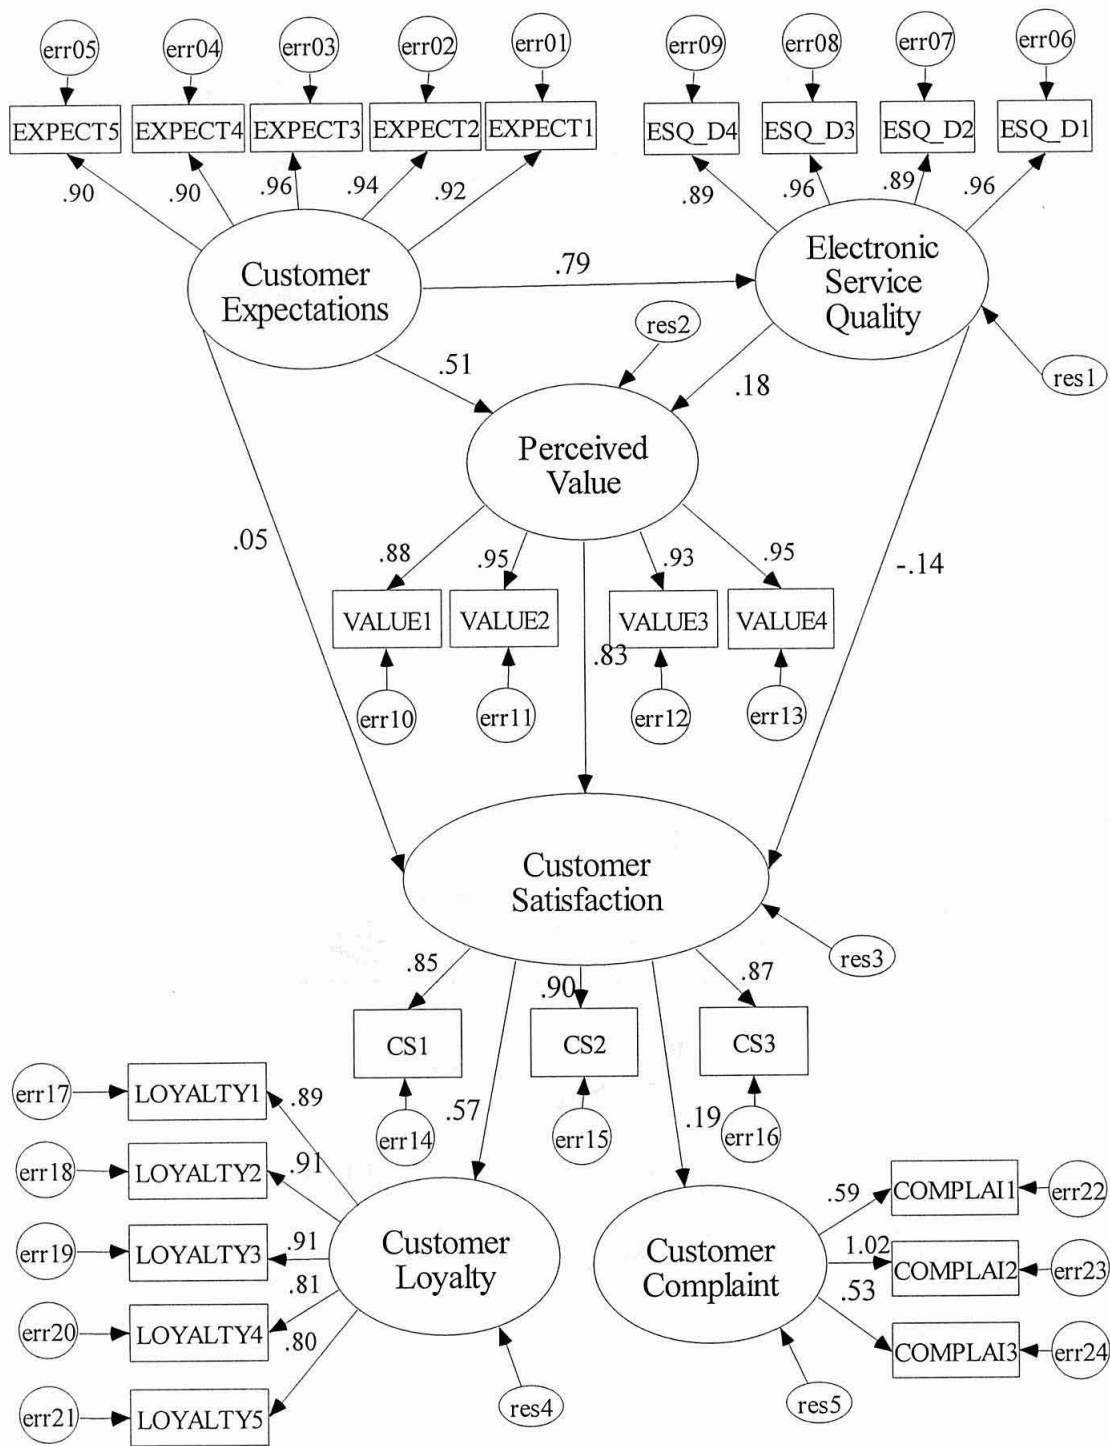 err05 err04 err03 err02 err01 err09 err08 err07 err06
EXPECT5 EXPECT4 EXPECT3 EXPECT2 EXPECT1 ESQ_D4 ESQ_D3 ESQ_D2 ESQ_D1
.90 .90 .96 .94 .92 .89 .96 .89 .96
Customer
Expectations
.79
Electronic
Service
Quality
res2
res1
.51
.18
Perceived
Value
.05
-.14
.88 .95 .93 .95
VALUE1 VALUE2 VALUE3 VALUE4
.83
err10 err11 err12 err13
Customer
Satisfaction
res3
.85 .90 .87
CS1 CS2 CS3
err14 err15 err16
.57 .19
err17 LOYALTY1 .89
err18 LOYALTY2 .91
err19 LOYALTY3 .91
err20 LOYALTY4 .81
err21 LOYALTY5 .80
Customer
Loyalty
res4
Customer
Complaint
res5
.59 COMPLAI1 err22
1.02 COMPLAI2 err23
.53 COMPLAI3 err24